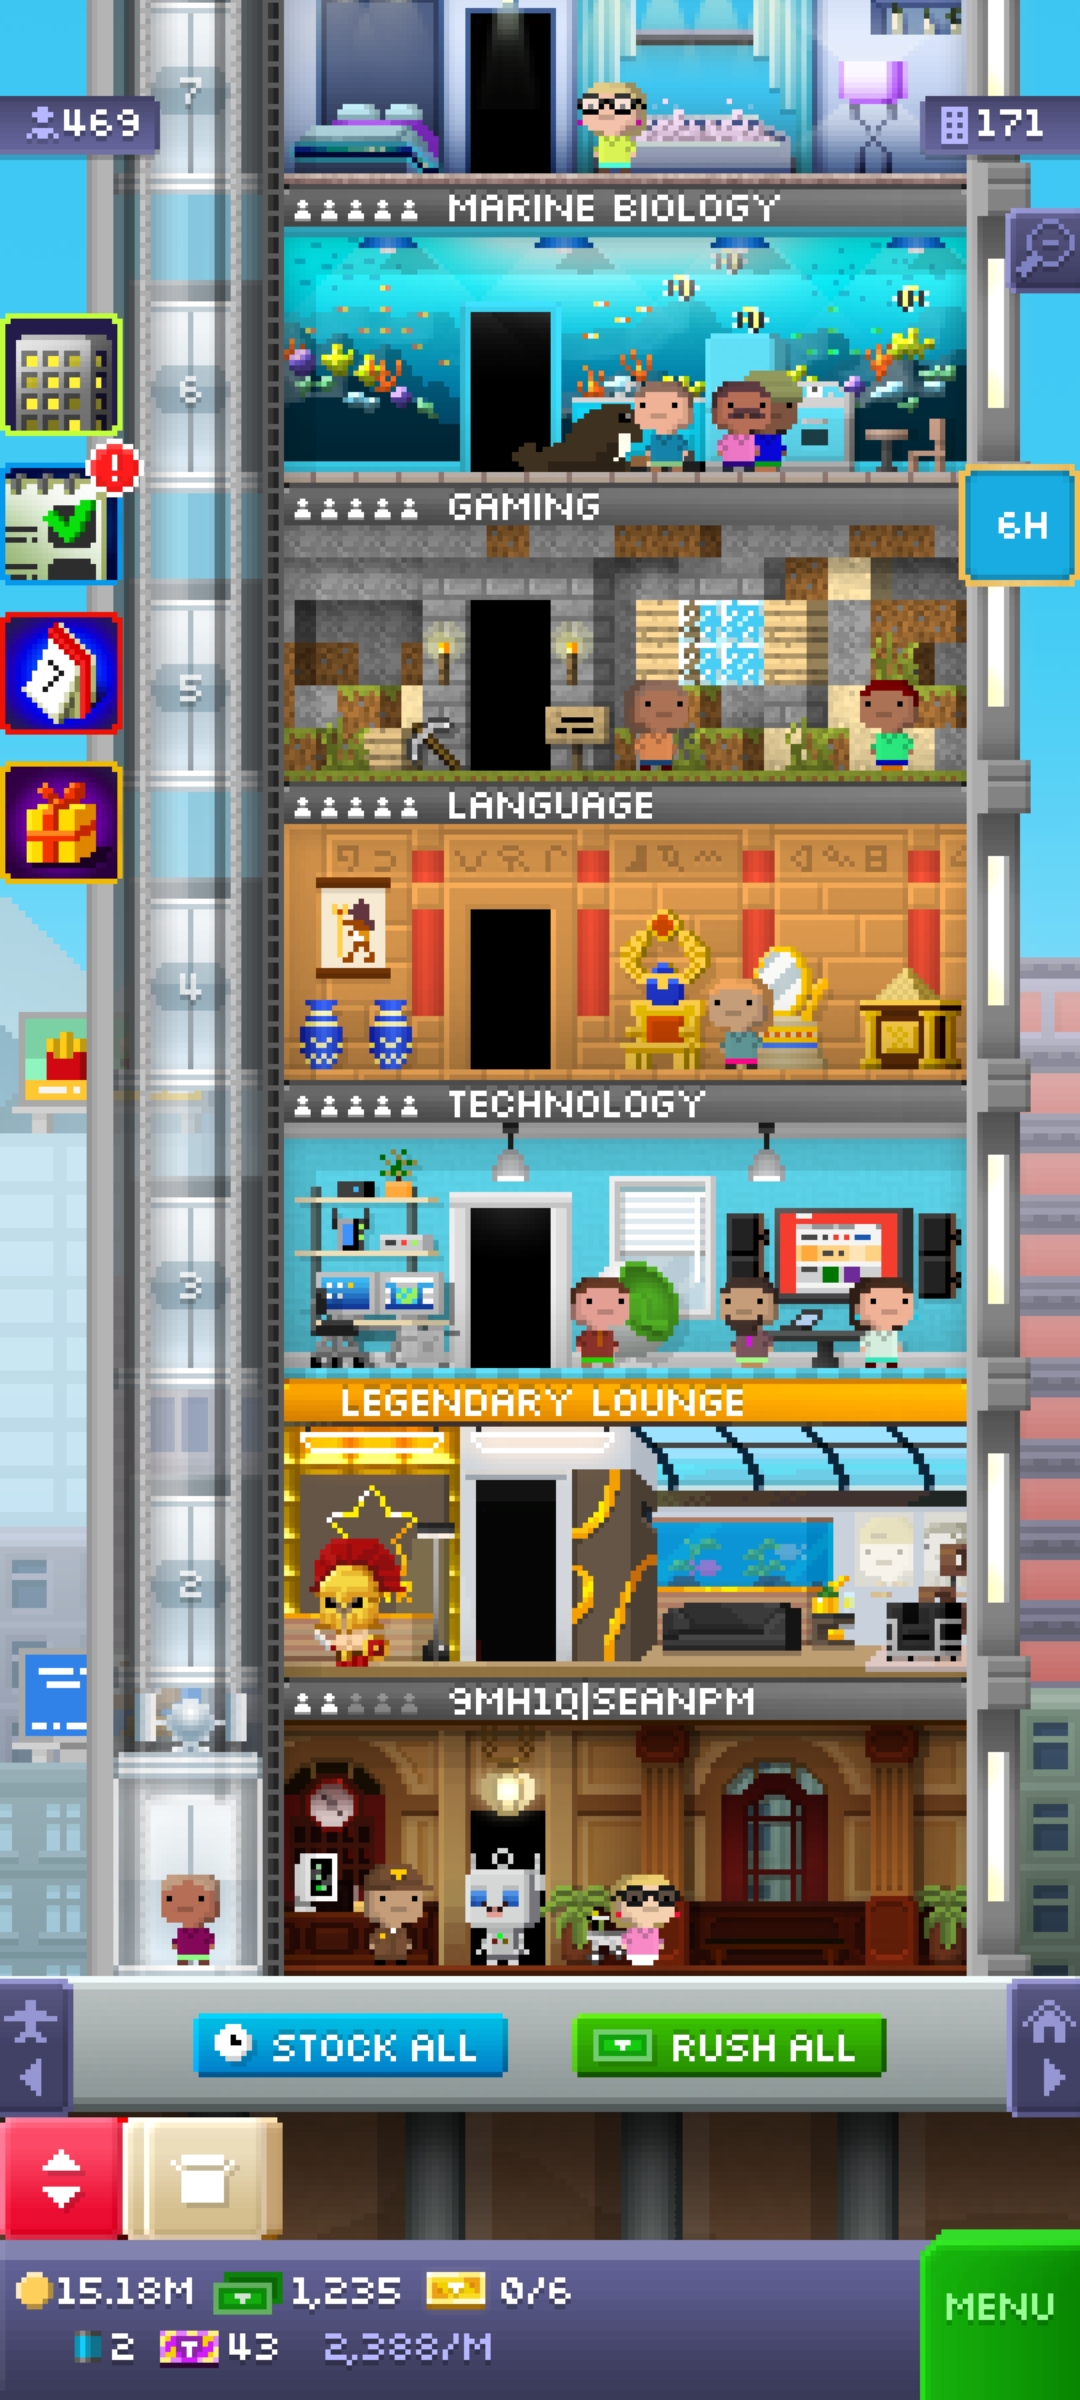 7
469
171
MARINE BIOLOGY
6
GAMING
6H
5
LANGUAGE
4
TECHNOLOGY
3
LEGENDARY LOUNGE
2
9MH1Q|SEANPM
STOCK ALL
RUSH ALL
15.18M 1,235 0/6
2 43 2,388/M
MENU